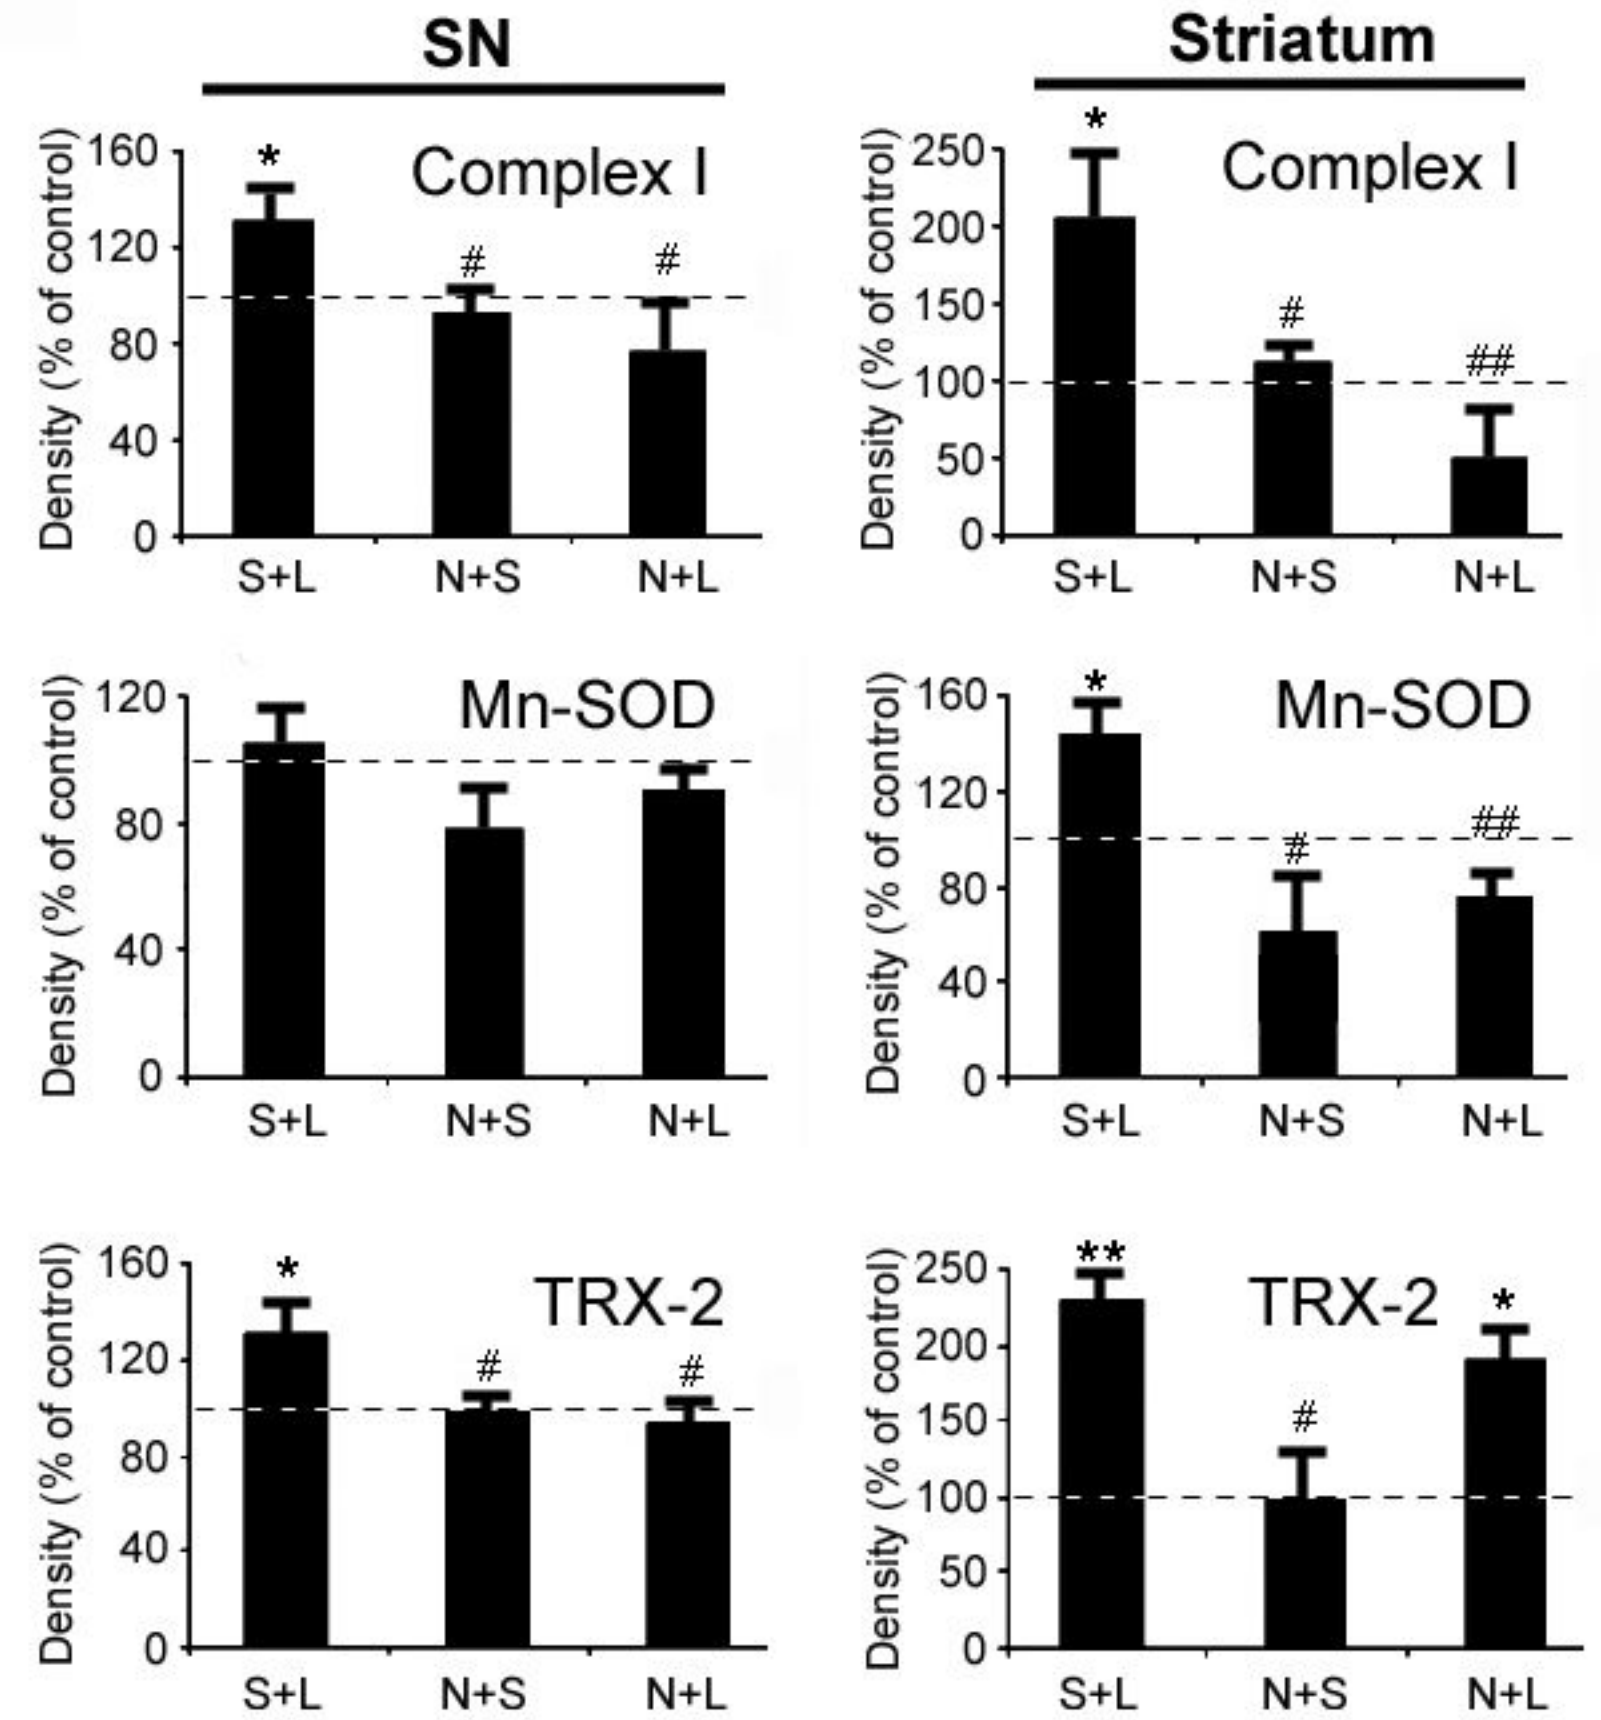 SN
Striatum
Density (% of control)
160
120
80
40
0
*
Complex I
#
#
S+L
N+S
N+L
Density (% of control)
250
200
150
100
50
0
*
Complex I
#
##
S+L
N+S
N+L
Density (% of control)
120
80
40
0
Mn-SOD
S+L
N+S
N+L
Density (% of control)
160
120
80
40
0
*
Mn-SOD
#
##
S+L
N+S
N+L
Density (% of control)
160
120
80
40
0
*
TRX-2
#
#
S+L
N+S
N+L
Density (% of control)
250
200
150
100
50
0
**
TRX-2
*
#
S+L
N+S
N+L